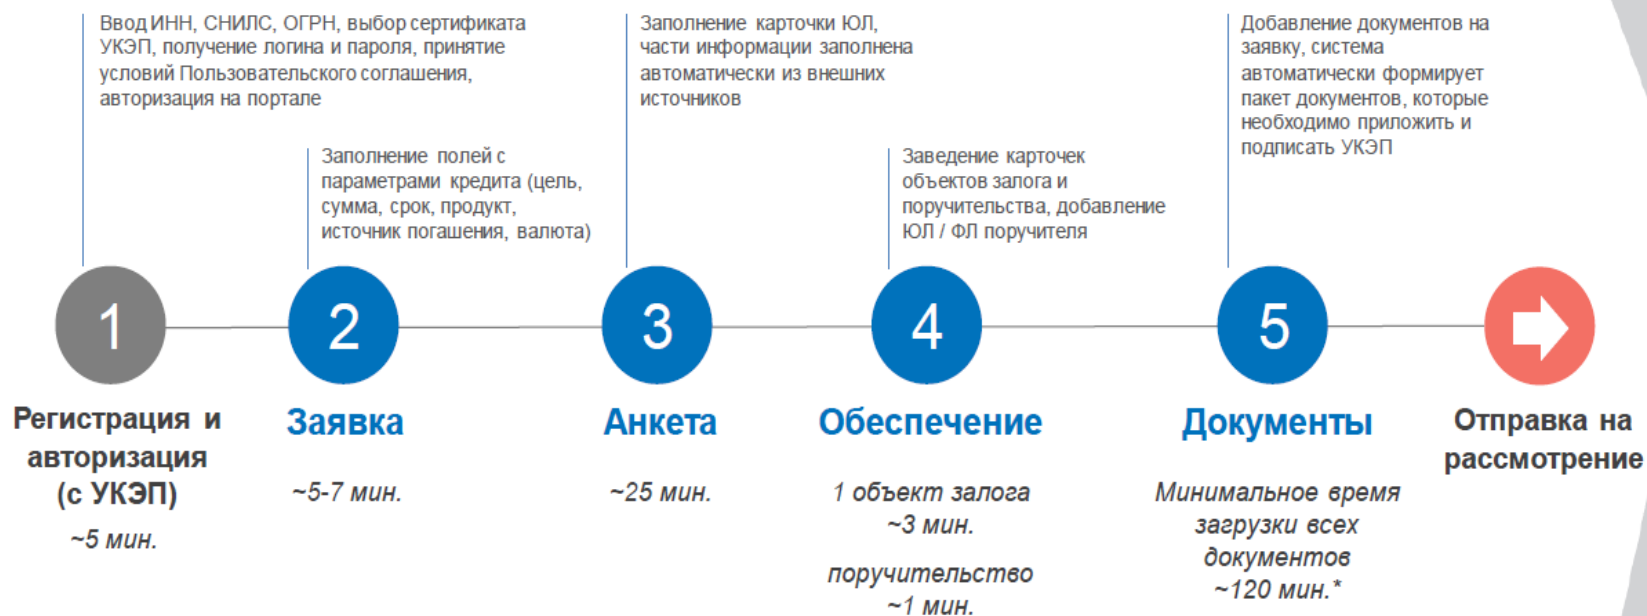 Ввод ИНН, СНИЛС, ОГРН, выбор сертификата
УКЭП, получение логина и пароля, принятие
условий Пользовательского соглашения,
авторизация на портале
Заполнение полей с
параметрами кредита (цель,
сумма, срок, продукт,
источник погашения, валюта)
Заполнение карточки ЮЛ,
части информации заполнена
автоматически из внешних
источников
Заведение карточек
объектов залога и
поручительства, добавление
ЮЛ / ФЛ поручителя
Добавление документов на
заявку, система
автоматически формирует
пакет документов, которые
необходимо приложить и
подписать УКЭП
1
2
3
4
5
Регистрация и
авторизация
(с УКЭП)
~5 мин.
Заявка
~5-7 мин.
Анкета
~25 мин.
Обеспечение
1 объект залога
~3 мин.
поручительство
~1 мин.
Документы
Минимальное время
загрузки всех
документов
~120 мин.*
Отправка на
рассмотрение